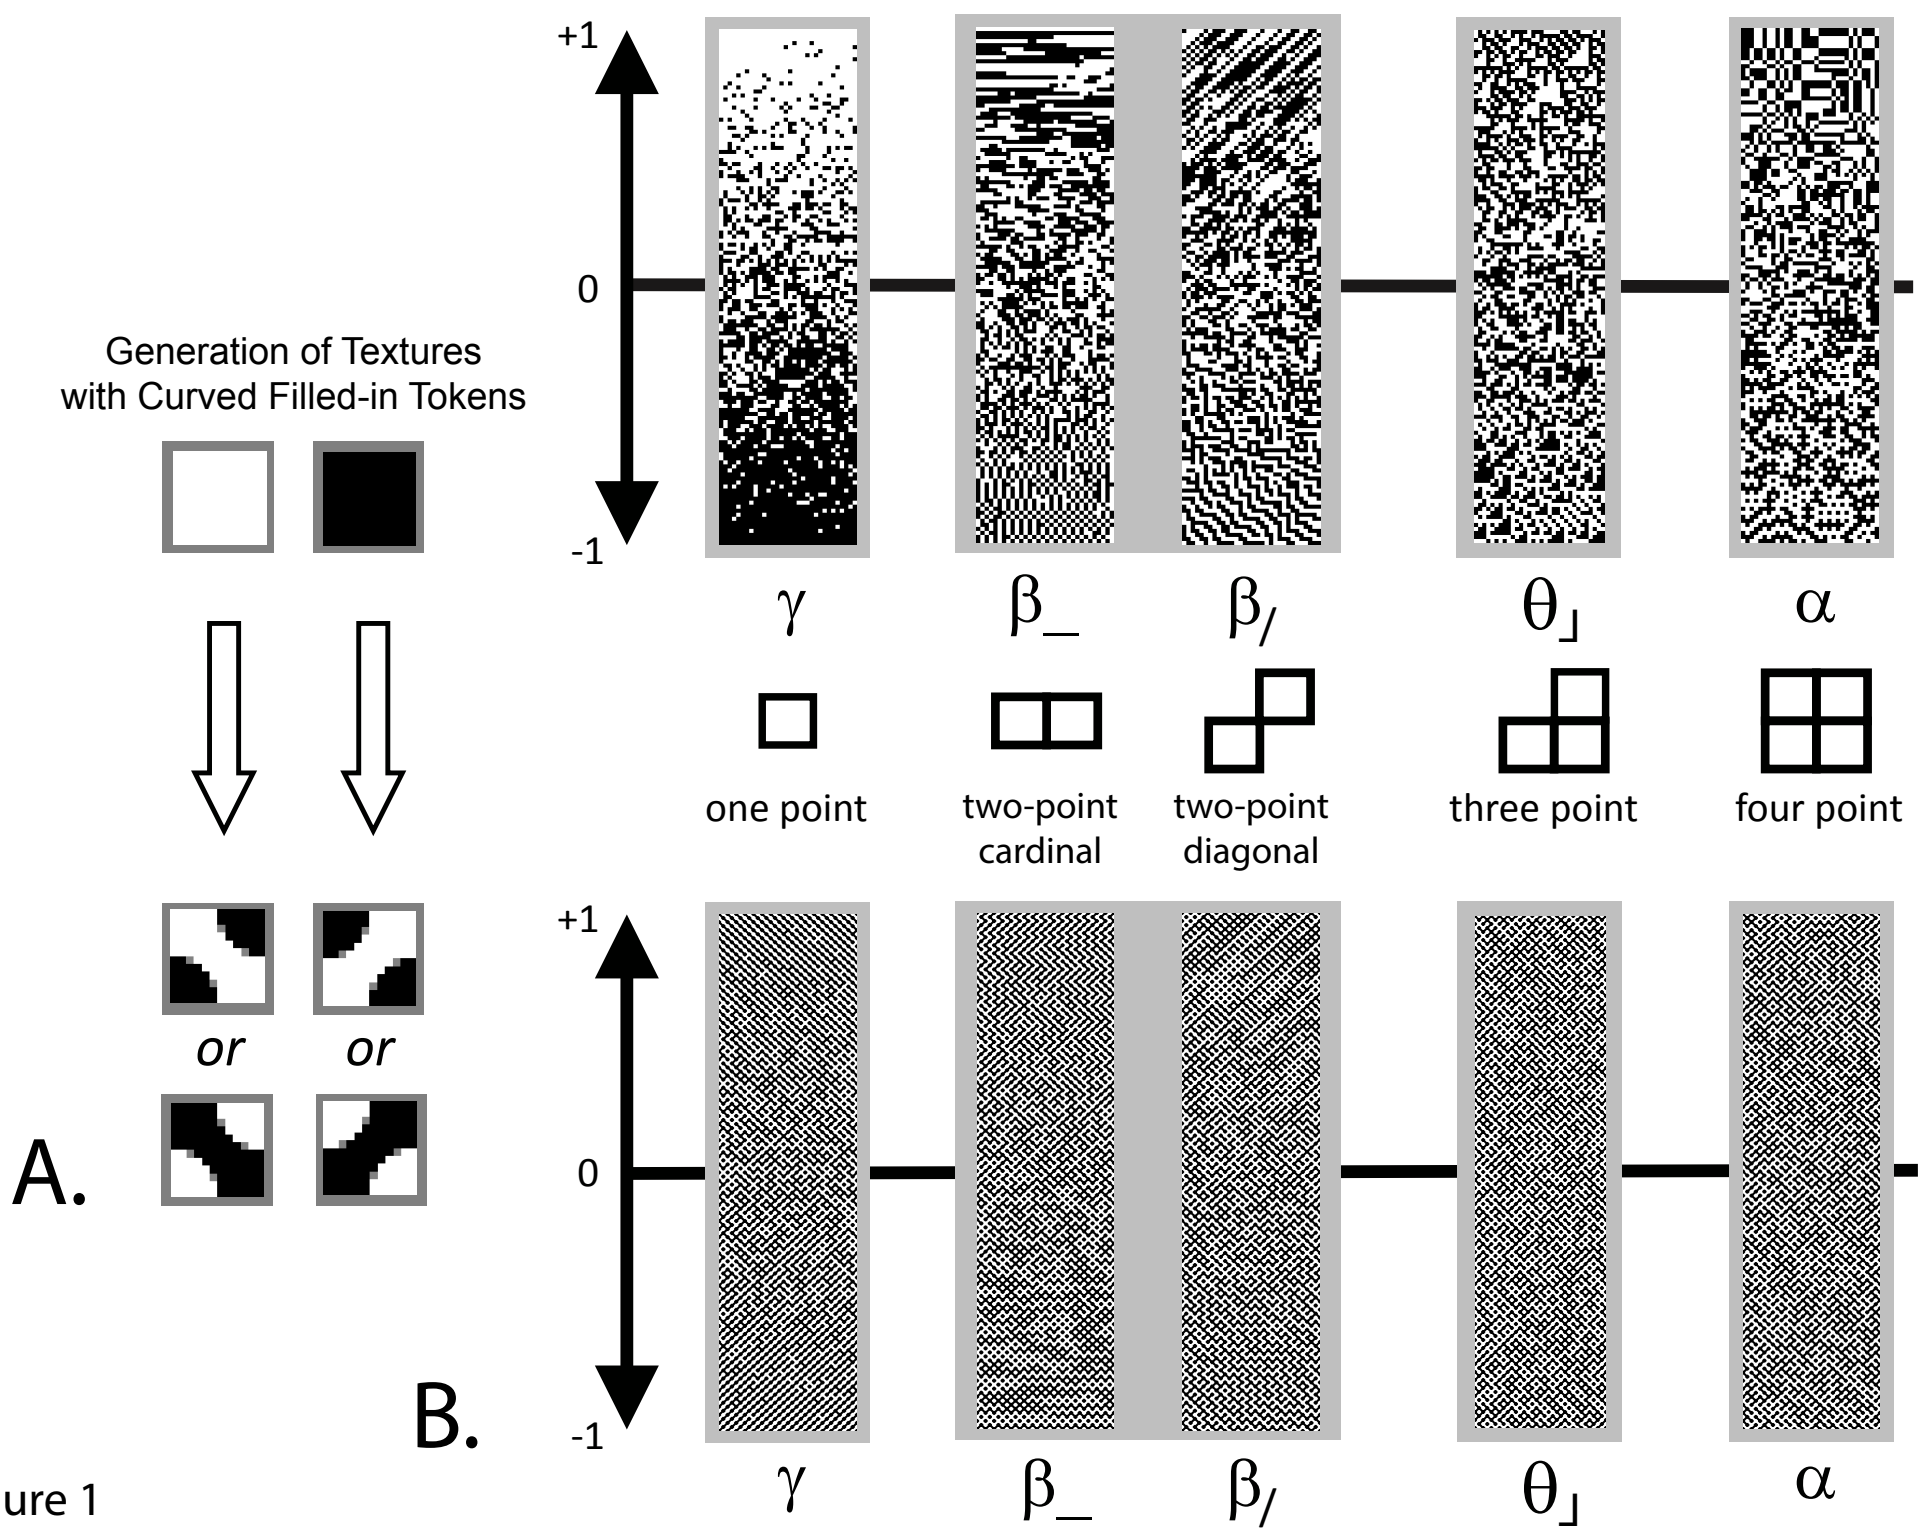 +1
0
-1
Generation of Textures
with Curved Filled-in Tokens
γ
β_
β/
θ┘
α
one point
two-point
cardinal
two-point
diagonal
three point
four point
or
or
A.
+1
0
-1
B.
γ
β_
β/
θ┘
α
ure 1